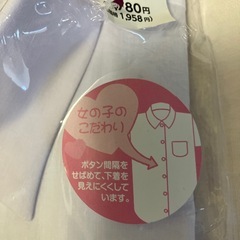 80円
1,958円)
女の子の
こだわり
ボタン間隔を
せばめて、下着を
見えにくくして
います。